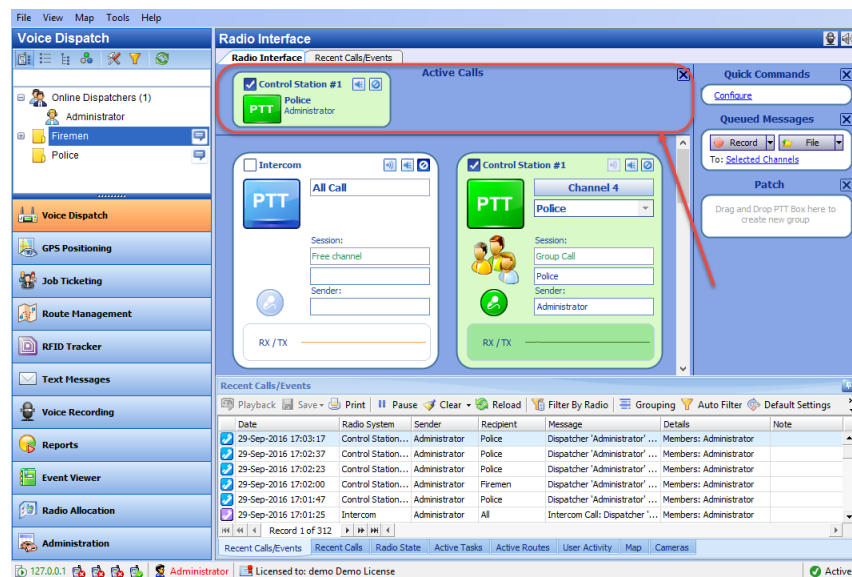 File View Map Tools Help
Voice Dispatch
Radio Interface
Radio Interface Recent Calls/Events
Active Calls
Control Station #1
PTT
Police
Administrator
Quick Commands
Configure
Queued Messages
Record File
To: Selected Channels
Patch
Drag and Drop PTT Box here to
create new group
Online Dispatchers (1)
Administrator
Firemen
Police
Intercom
PTT
All Call
Session:
Free channel
Sender:
RX / TX
Control Station #1
PTT
Channel 4
Police
Session:
Group Call
Police
Sender:
Administrator
RX / TX
Voice Dispatch
GPS Positioning
Job Ticketing
Route Management
RFID Tracker
Text Messages
Voice Recording
Reports
Event Viewer
Radio Allocation
Administration
Recent Calls/Events
Playback Save Print Pause Clear Reload Filter By Radio Grouping Auto Filter Default Settings
Date Radio System Sender Recipient Message Details Note
29-Sep-2016 17:03:17 Control Station... Administrator Police Dispatcher 'Administrator' ... Members: Administrator
29-Sep-2016 17:02:37 Control Station... Administrator Police Dispatcher 'Administrator' ... Members: Administrator
29-Sep-2016 17:02:23 Control Station... Administrator Police Dispatcher 'Administrator' ... Members: Administrator
29-Sep-2016 17:02:00 Control Station... Administrator Firemen Dispatcher 'Administrator' ... Members: Administrator
29-Sep-2016 17:01:47 Control Station... Administrator Police Dispatcher 'Administrator' ... Members: Administrator
29-Sep-2016 17:01:25 Intercom Administrator All Intercom Call: Dispatcher '... Members: Administrator
Record 1 of 312
Recent Calls/Events Recent Calls Radio State Active Tasks Active Routes User Activity Map Cameras
127.0.0.1 Administrator Licensed to: demo Demo License Active